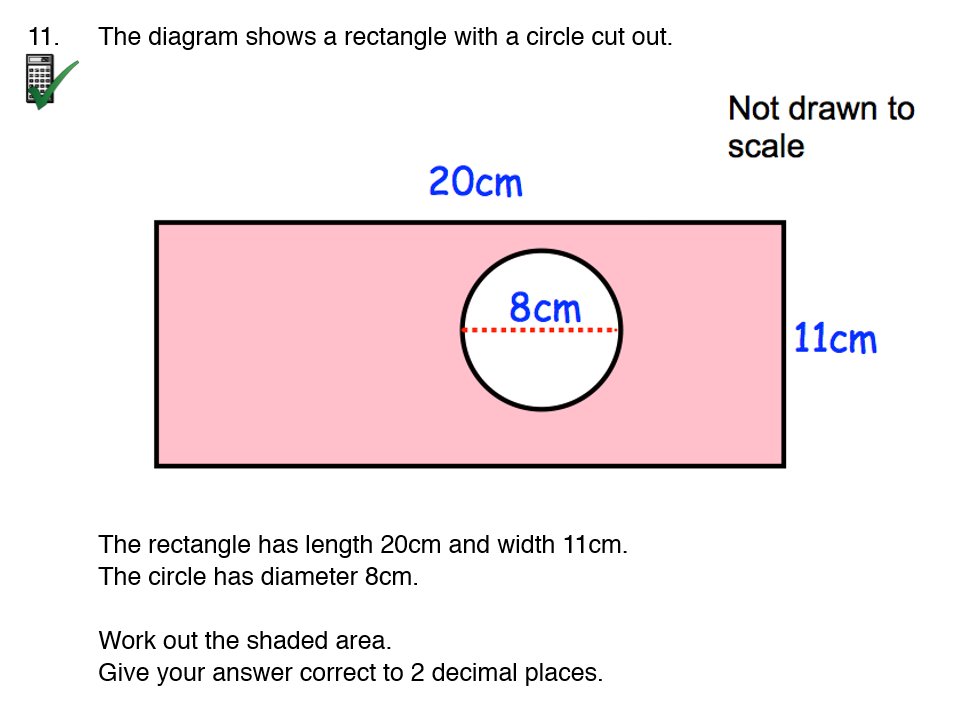 11. The diagram shows a rectangle with a circle cut out.
Not drawn to
scale
20cm
8cm
11cm
The rectangle has length 20cm and width 11cm.
The circle has diameter 8cm.
Work out the shaded area.
Give your answer correct to 2 decimal places.